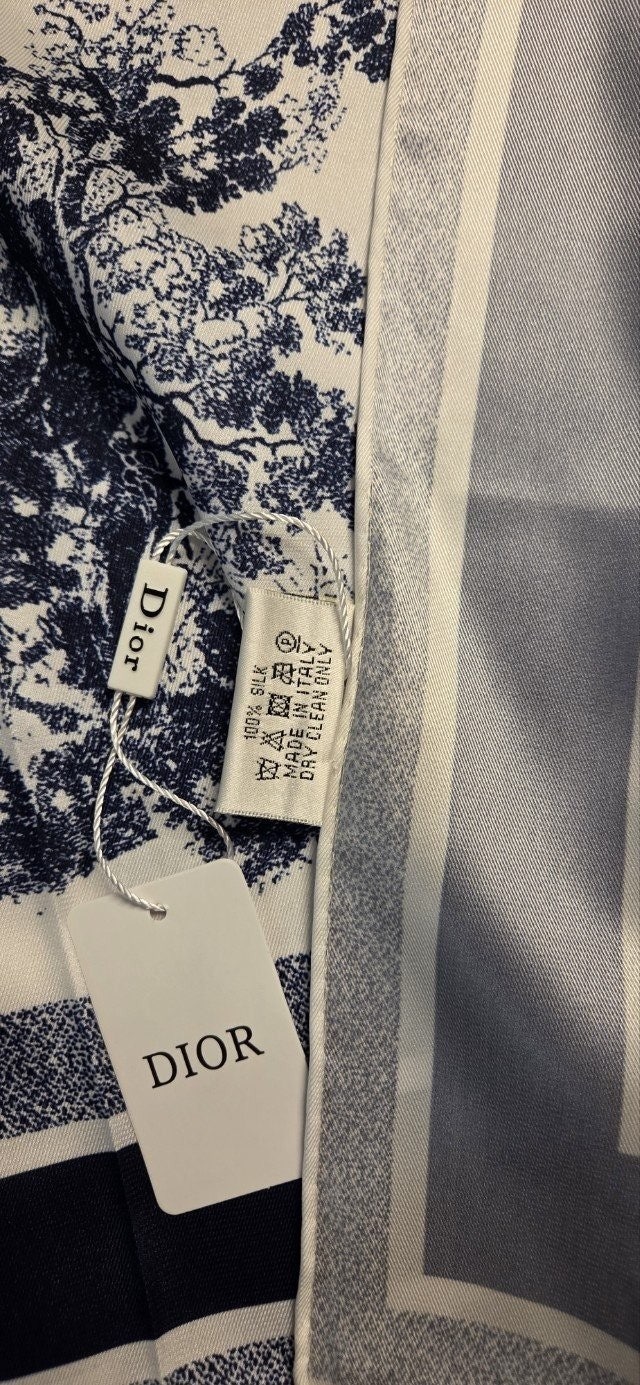 Dior
100% SILK
P
MADE IN ITALY
DRY CLEAN ONLY
DIOR